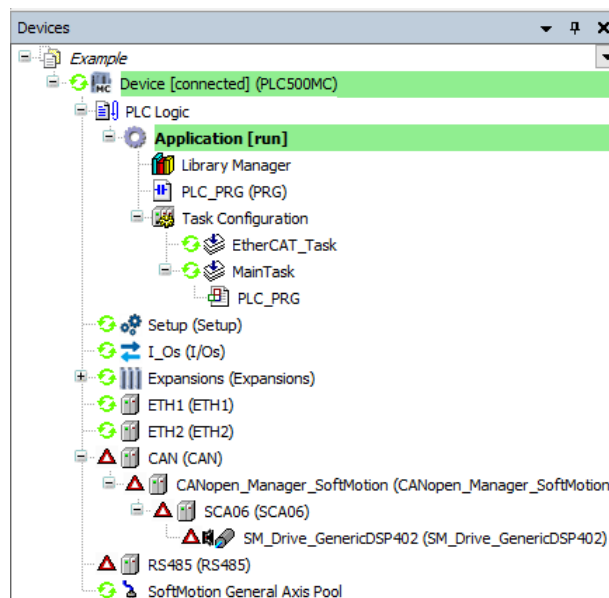 Devices
Example
Device [connected] (PLC500MC)
PLC Logic
Application [run]
Library Manager
PLC_PRG (PRG)
Task Configuration
EtherCAT_Task
MainTask
PLC_PRG
Setup (Setup)
I_Os (I/Os)
Expansions (Expansions)
ETH1 (ETH1)
ETH2 (ETH2)
CAN (CAN)
CANopen_Manager_SoftMotion (CANopen_Manager_SoftMotion
SCA06 (SCA06)
SM_Drive_GenericDSP402 (SM_Drive_GenericDSP402)
RS485 (RS485)
SoftMotion General Axis Pool